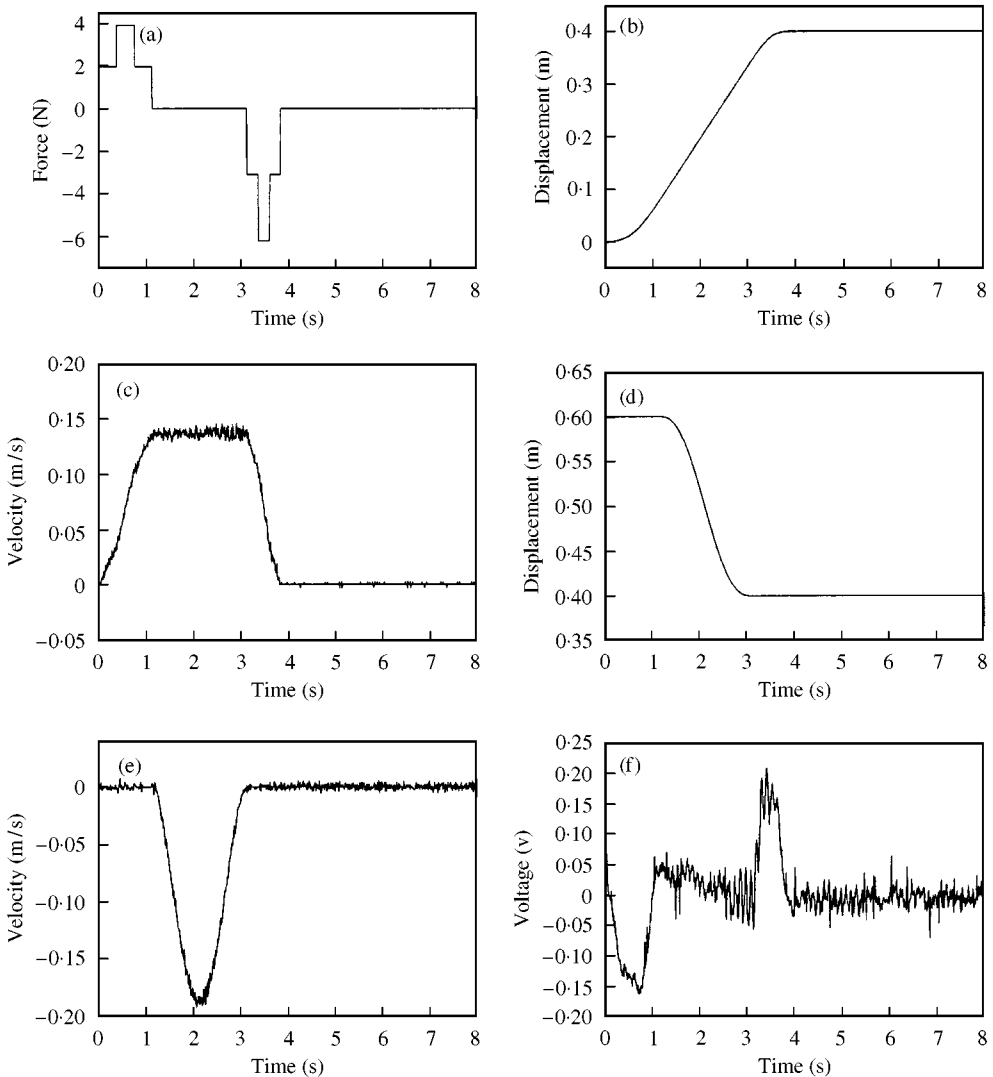 (a)
4
2
0
−2
−4
−6
Force (N)
0 1 2 3 4 5 6 7 8
Time (s)
(b)
0·4
0·3
0·2
0·1
0
Displacement (m)
0 1 2 3 4 5 6 7 8
Time (s)
(c)
0·20
0·15
0·10
0·05
0
−0·05
Velocity (m/s)
0 1 2 3 4 5 6 7 8
Time (s)
(d)
0·65
0·60
0·55
0·50
0·45
0·40
0·35
Displacement (m)
0 1 2 3 4 5 6 7 8
Time (s)
(e)
0
−0·05
−0·10
−0·15
−0·20
Velocity (m/s)
0 1 2 3 4 5 6 7 8
Time (s)
(f)
0·25
0·20
0·15
0·10
0·05
0
−0·05
−0·10
−0·15
−0·20
Voltage (v)
0 1 2 3 4 5 6 7 8
Time (s)